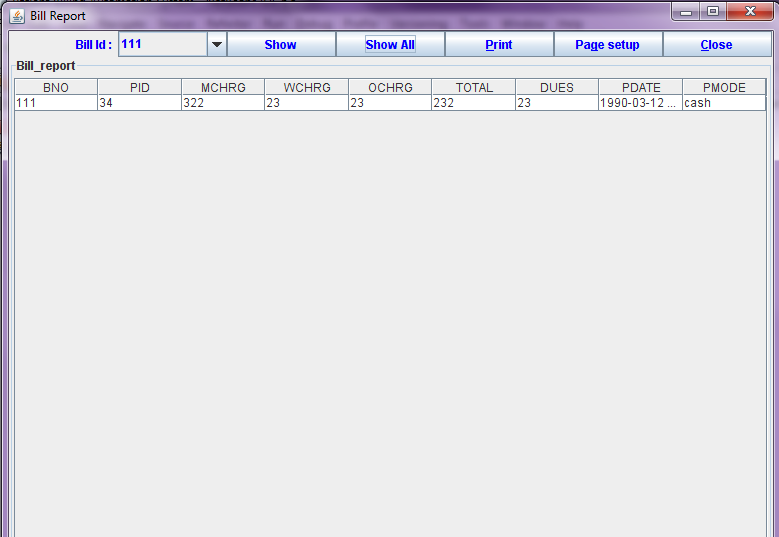 Bill Report
Bill Id : 111 Show Show All Print Page setup Close
Bill_report
BNO PID MCHRG WCHRG OCHRG TOTAL DUES PDATE PMODE
111 34 322 23 23 232 23 1990-03-12 ... cash